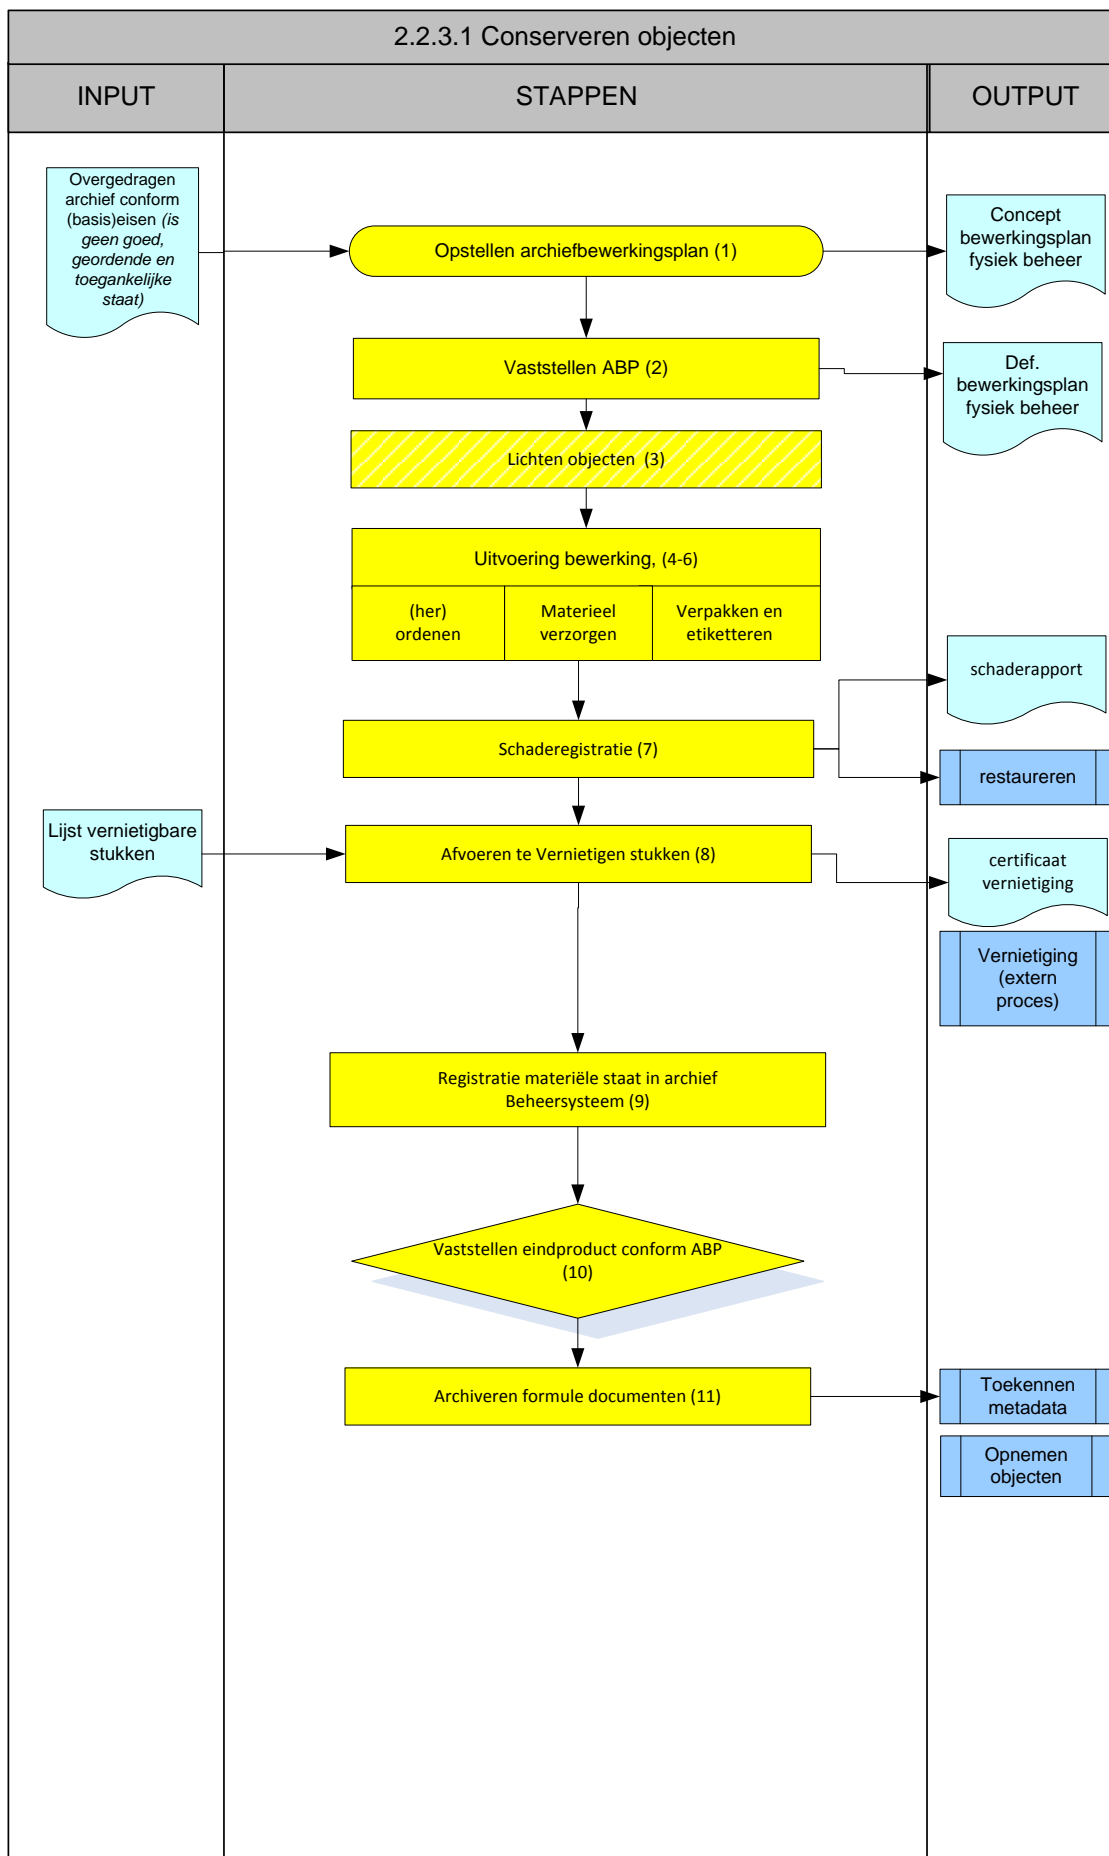 2.2.3.1 Conserveren objecten
INPUT
STAPPEN
OUTPUT
Overgedragen
archief conform
(basis)eisen (is
geen goed,
geordende en
toegankelijke
staat)
Opstellen archiefbewerkingsplan (1)
Concept
bewerkingsplan
fysiek beheer
Vaststellen ABP (2)
Def.
bewerkingsplan
fysiek beheer
Lichten objecten (3)
Uitvoering bewerking, (4-6)
(her)
ordenen
Materieel
verzorgen
Verpakken en
etiketteren
schaderapport
Schaderegistratie (7)
restaureren
Lijst vernietigbare
stukken
Afvoeren te Vernietigen stukken (8)
certificaat
vernietiging
Vernietiging
(extern
proces)
Registratie materiële staat in archief
Beheersysteem (9)
Vaststellen eindproduct conform ABP
(10)
Archiveren formule documenten (11)
Toekennen
metadata
Opnemen
objecten